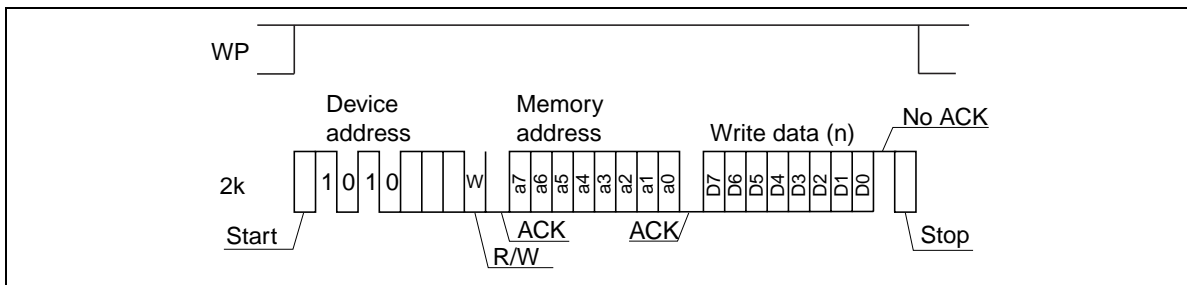 WP
Device address
Memory address
Write data (n)
No ACK
2k
1 0 1 0
W
a7 a6 a5 a4 a3 a2 a1 a0
D7 D6 D5 D4 D3 D2 D1 D0
Start
ACK
R/W
ACK
Stop